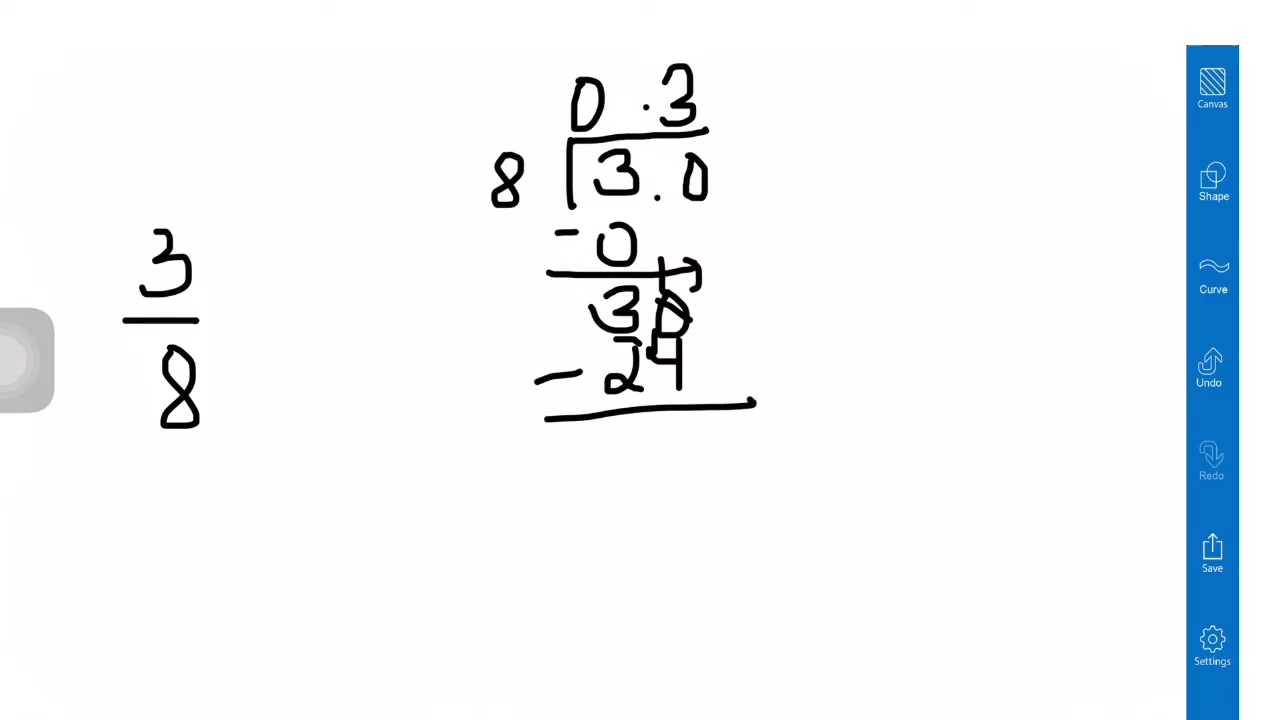 0.3
8 3.0
- 0
30
- 24
3
8
Canvas
Shape
Curve
Undo
Redo
Save
Settings